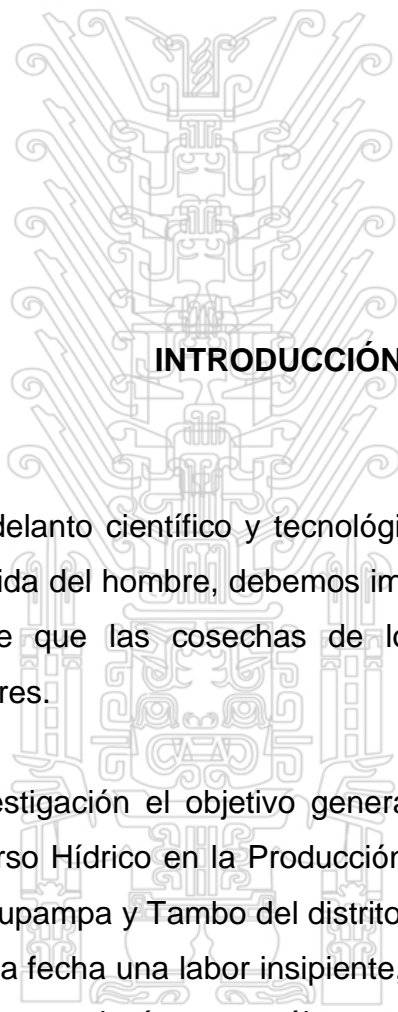 INTRODUCCIÓN
delanto científico y tecnológi
ida del hombre, debemos im
e que las cosechas de lo
res.
estigación el objetivo genera
rso Hídrico en la Producción
upampa y Tambo del distrito
a fecha una labor insipiente,